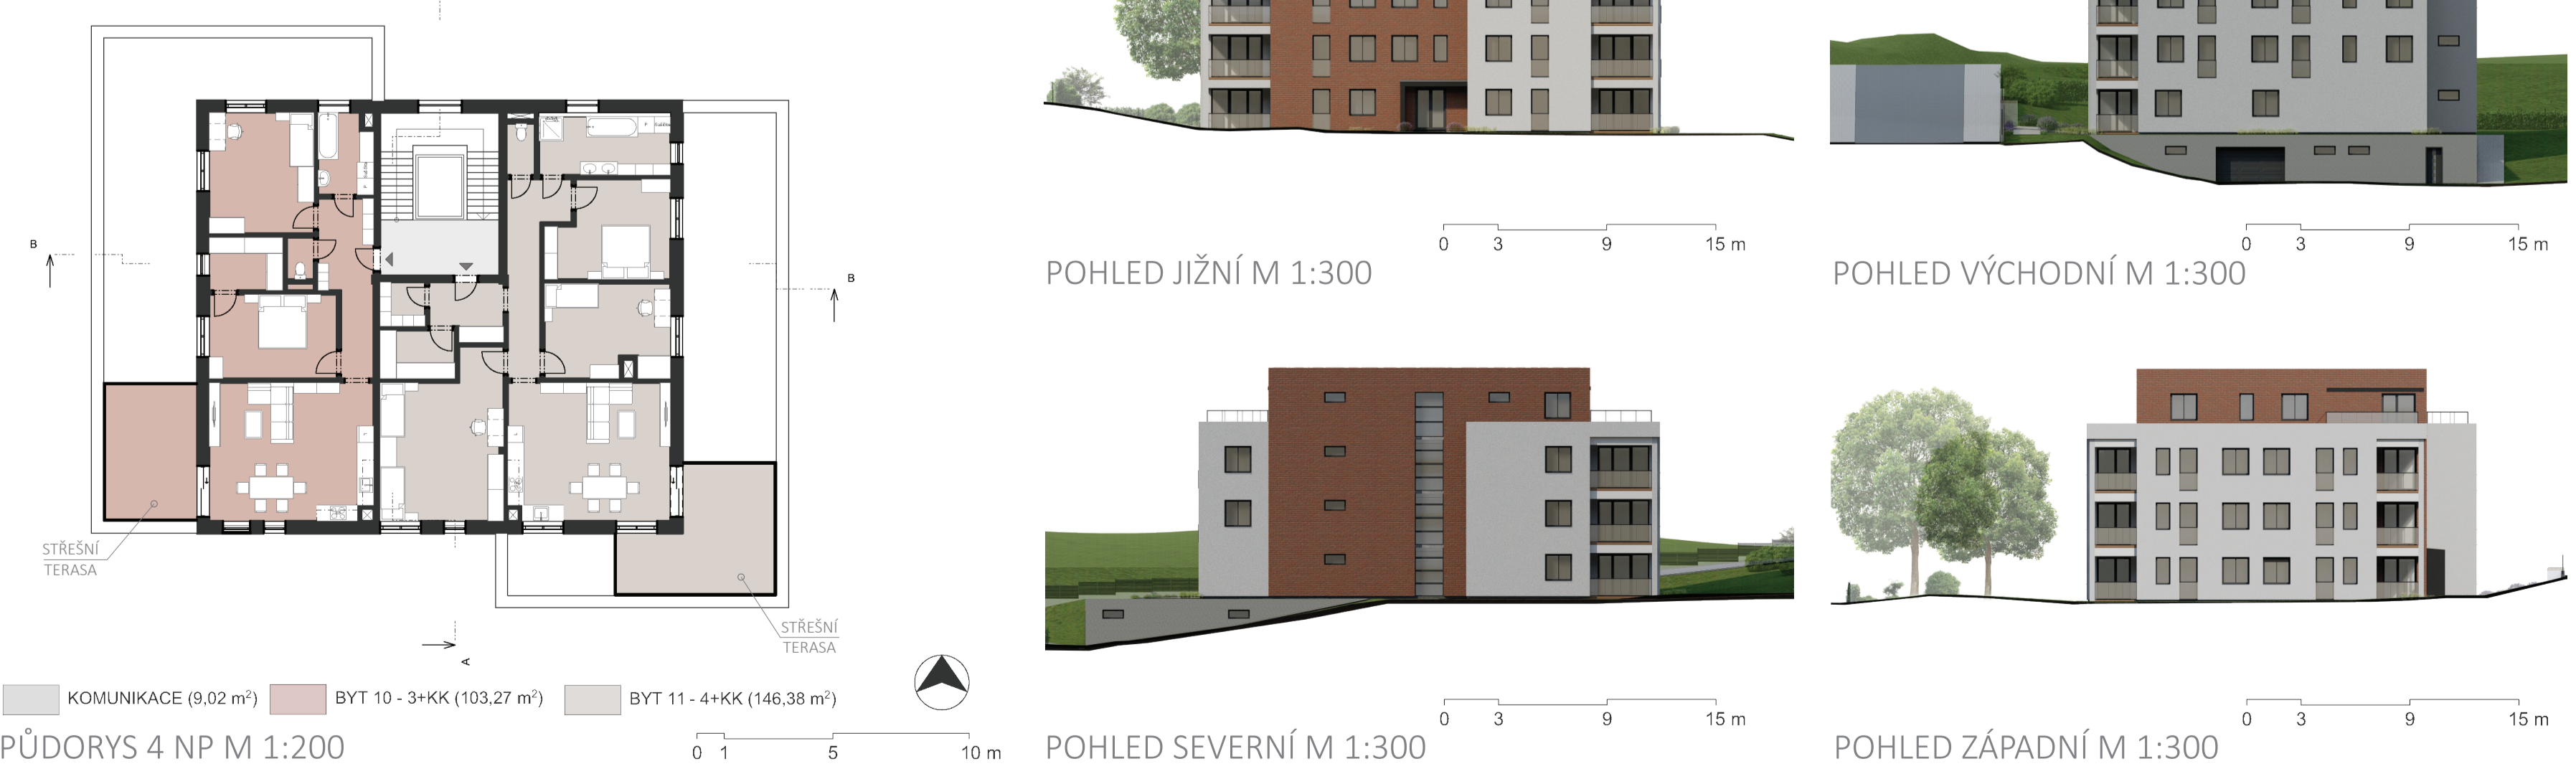 B
B
STŘEŠNÍ
TERASA
STŘEŠNÍ
TERASA
A
KOMUNIKACE (9,02 m²)
BYT 10 - 3+KK (103,27 m²)
BYT 11 - 4+KK (146,38 m²)
PŮDORYS 4 NP M 1:200
0 1 5 10 m
0 3 9 15 m
POHLED JIŽNÍ M 1:300
0 3 9 15 m
POHLED VÝCHODNÍ M 1:300
0 3 9 15 m
POHLED SEVERNÍ M 1:300
0 3 9 15 m
POHLED ZÁPADNÍ M 1:300